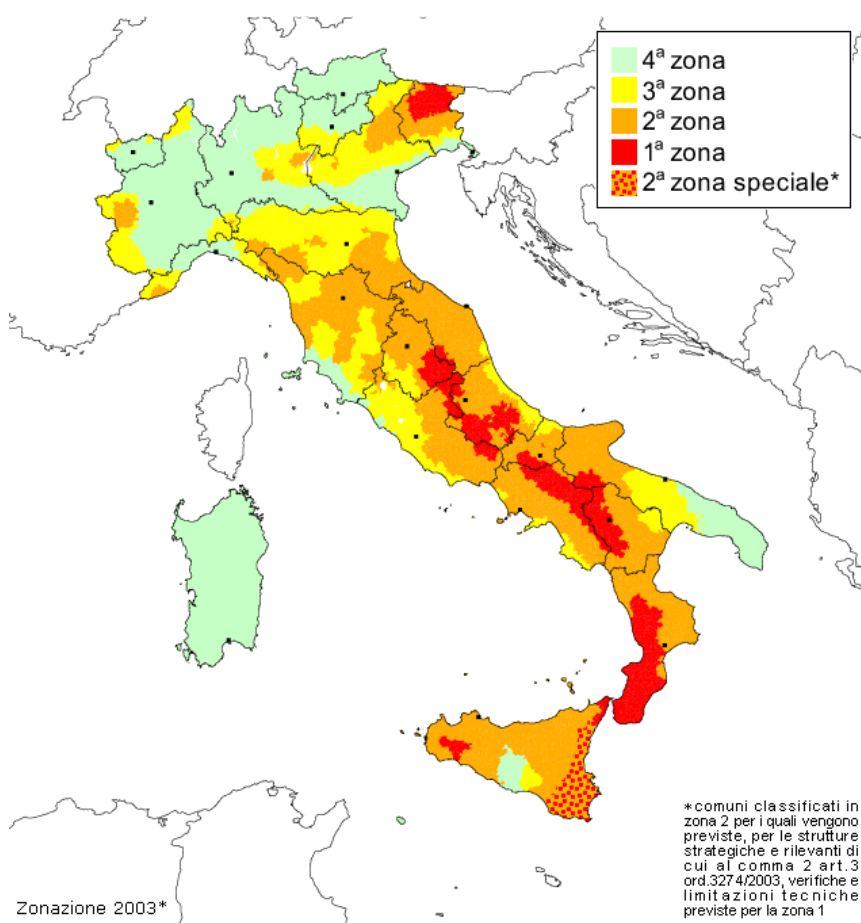 4ª zona
3ª zona
2ª zona
1ª zona
2ª zona speciale*
*comuni classificati in
zona 2 per i quali vengono
previste, per le strutture
strategiche e rilevanti di
cui al comma 2 art.3
ord.3274/2003, verifiche e
limitazioni tecniche
previste per la zona 1
Zonazione 2003*